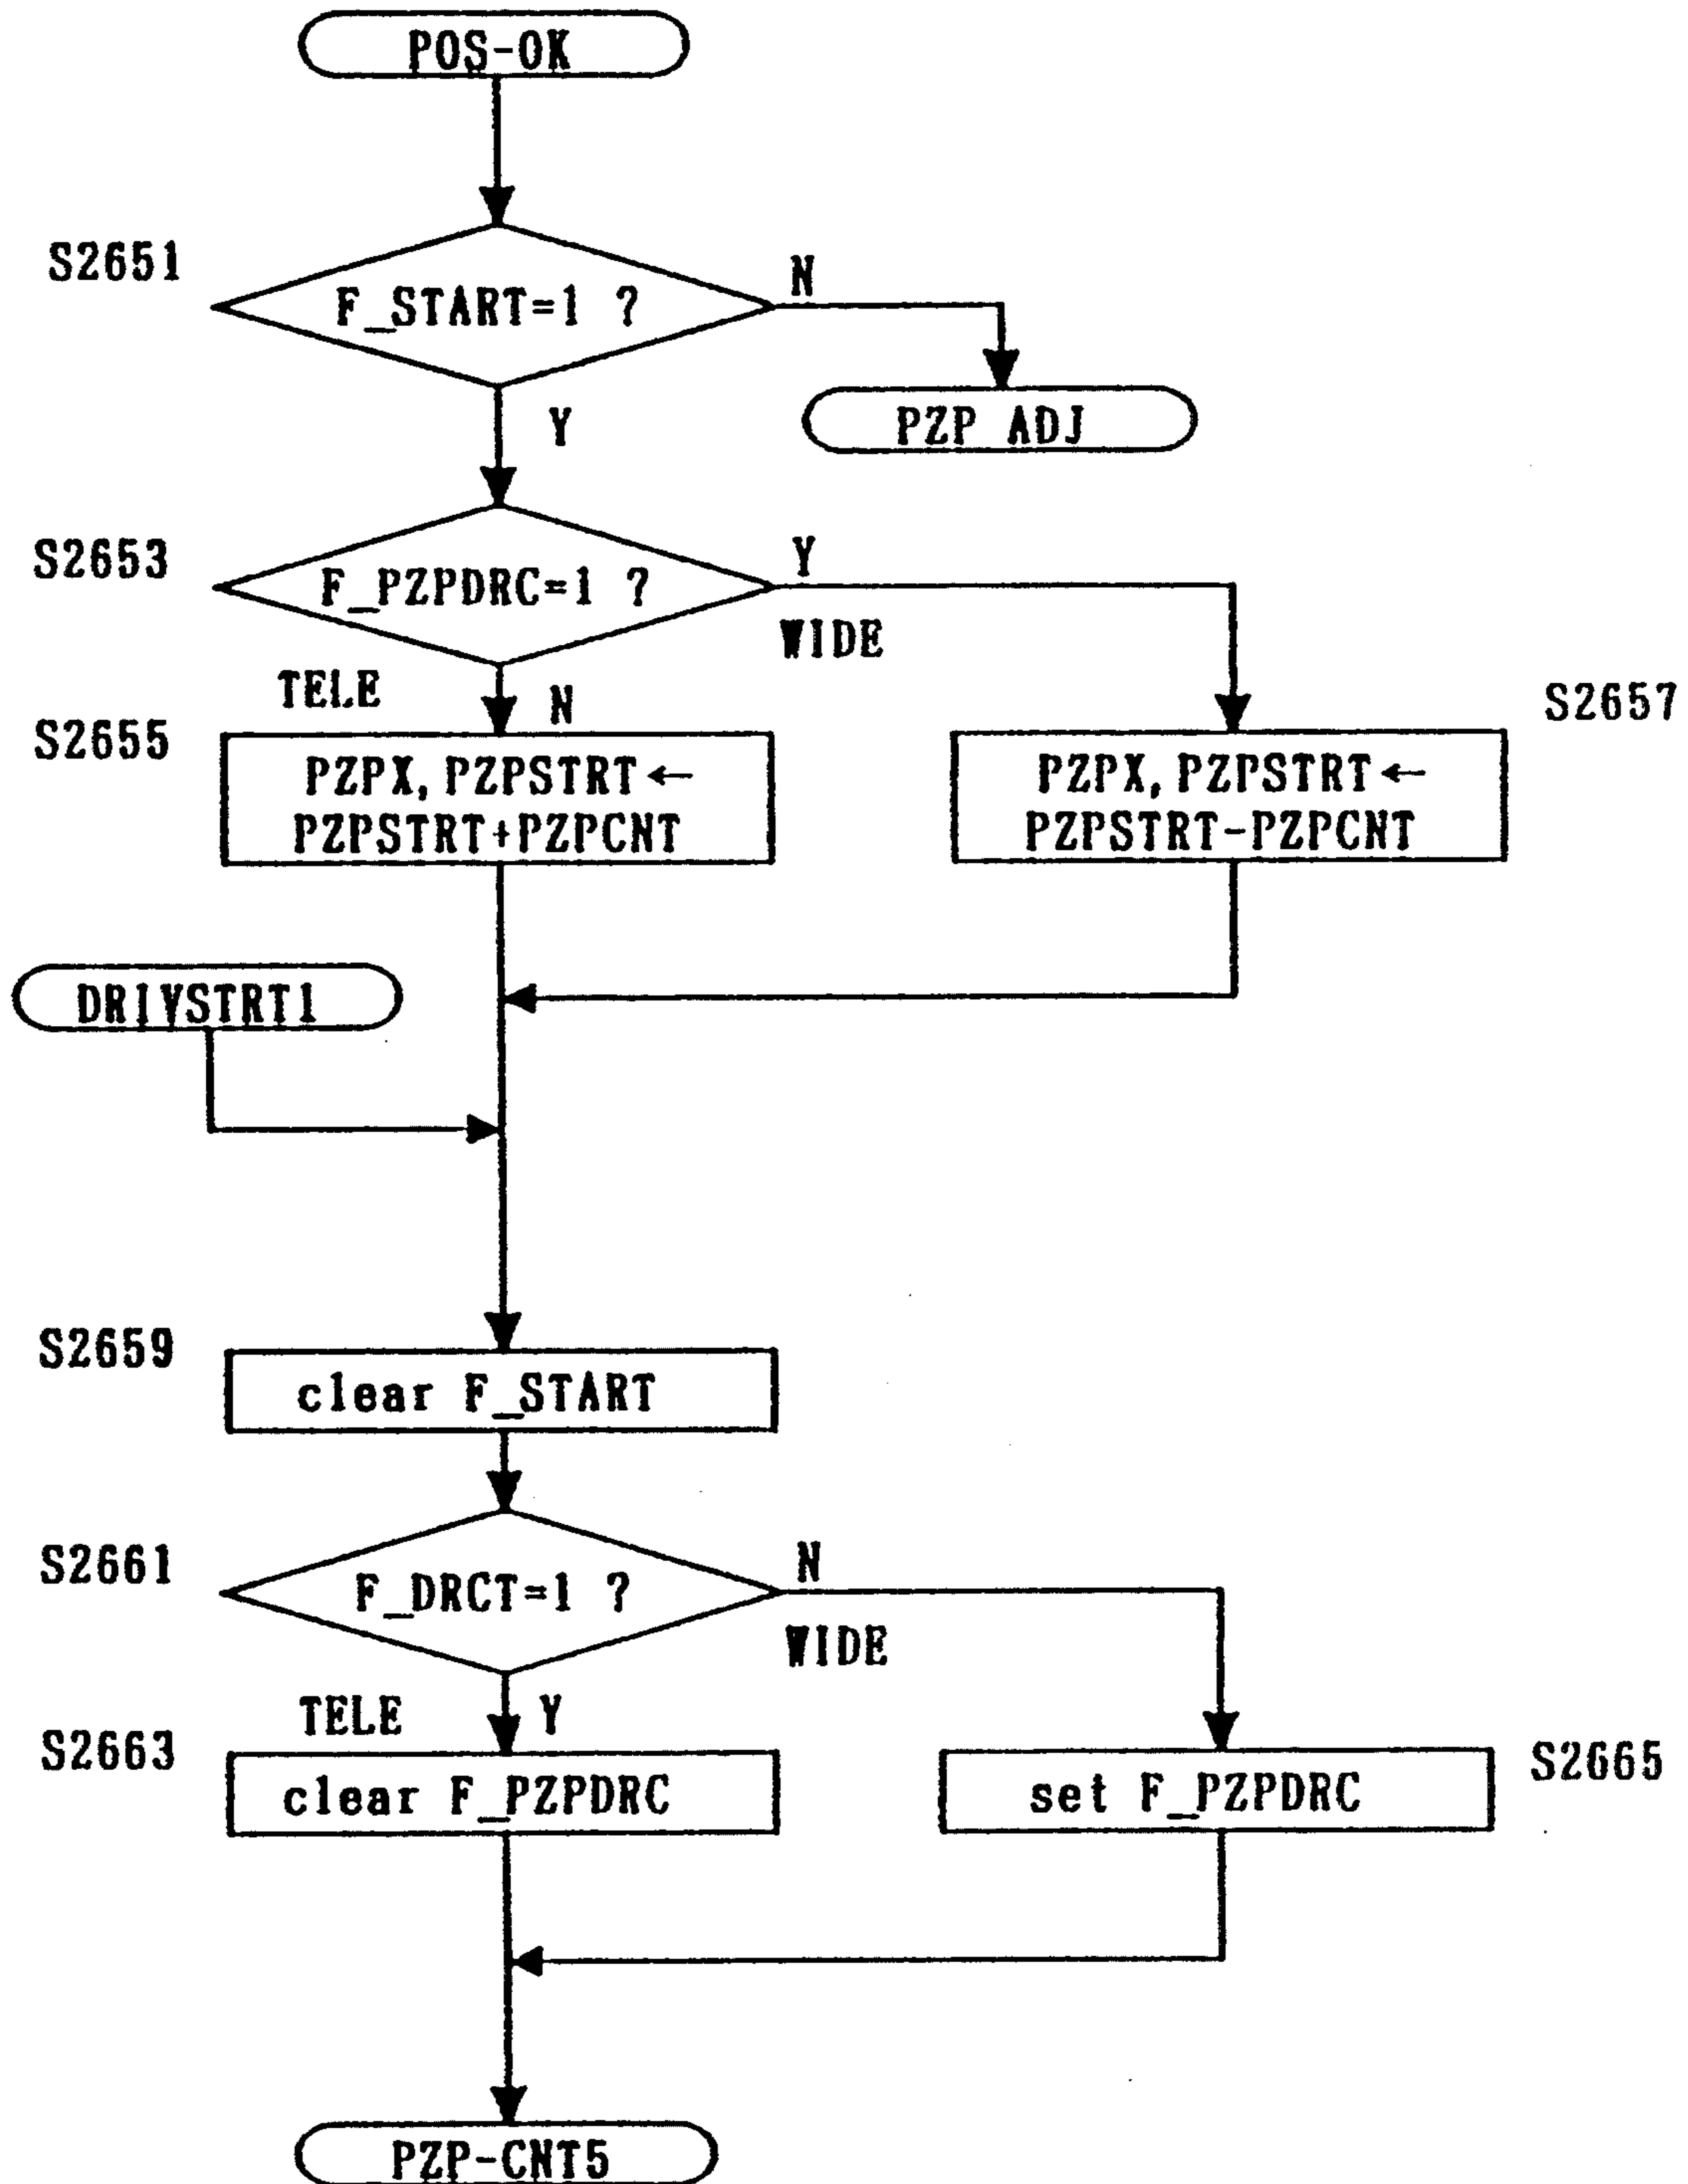 POS-OK
S2651
F_START=1 ?
N
Y
PZP ADJ
S2653
F_PZPDRC=1 ?
Y
WIDE
TELE
N
S2655
PZPX, PZPSTRT←
PZPSTRT+PZPCNT
S2657
PZPX, PZPSTRT←
PZPSTRT-PZPCNT
DRIVSTRT1
S2659
clear F_START
S2661
F_DRCT=1 ?
N
WIDE
TELE
Y
S2663
clear F_PZPDRC
S2665
set F_PZPDRC
PZP-CNT5